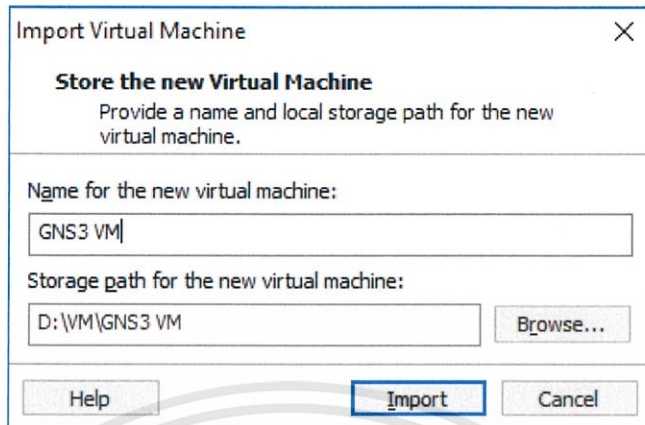 Import Virtual Machine
Store the new Virtual Machine
Provide a name and local storage path for the new
virtual machine.
Name for the new virtual machine:
GNS3 VM
Storage path for the new virtual machine:
D:\VM\GNS3 VM
Browse...
Help
Import
Cancel